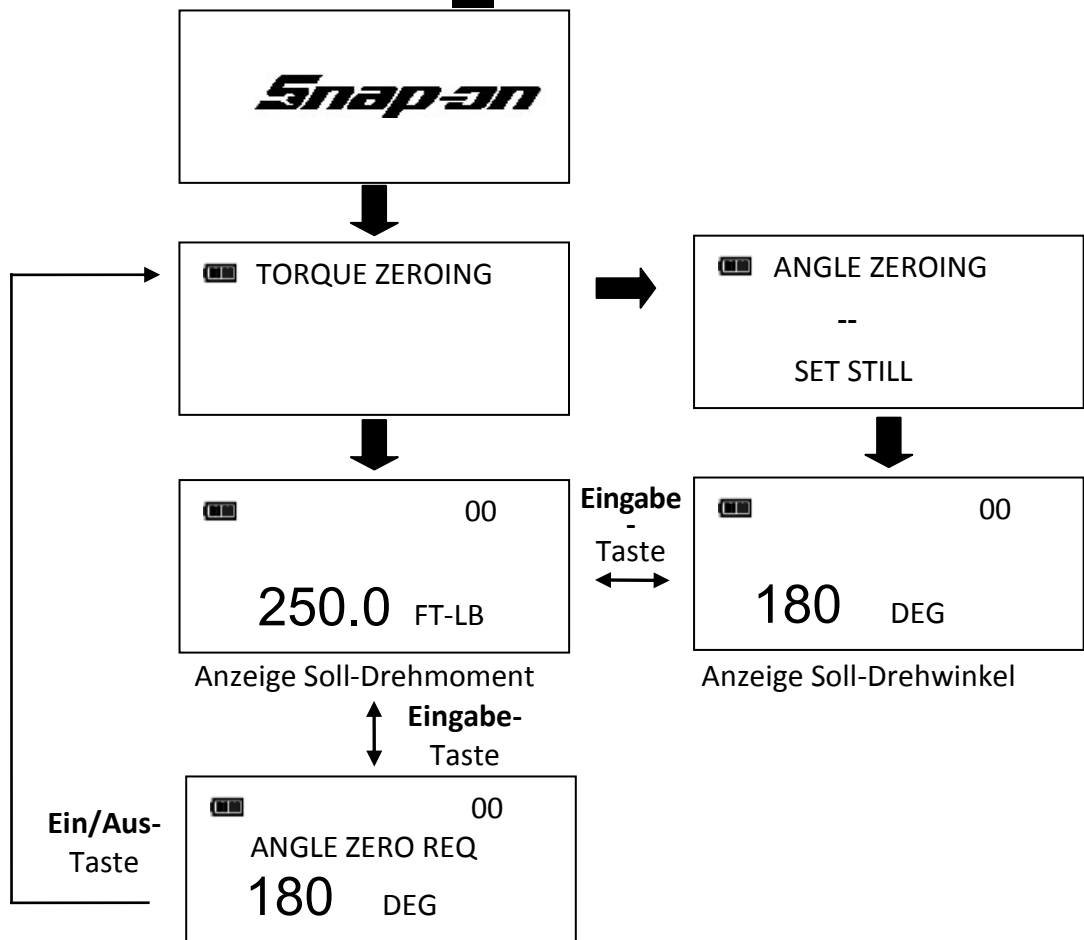 Snap-on
TORQUE ZEROING
ANGLE ZEROING
--
SET STILL
00
250.0 FT-LB
Anzeige Soll-Drehmoment
Eingabe
-
Taste
00
180 DEG
Anzeige Soll-Drehwinkel
Eingabe-
Taste
Ein/Aus-
Taste
00
ANGLE ZERO REQ
180 DEG